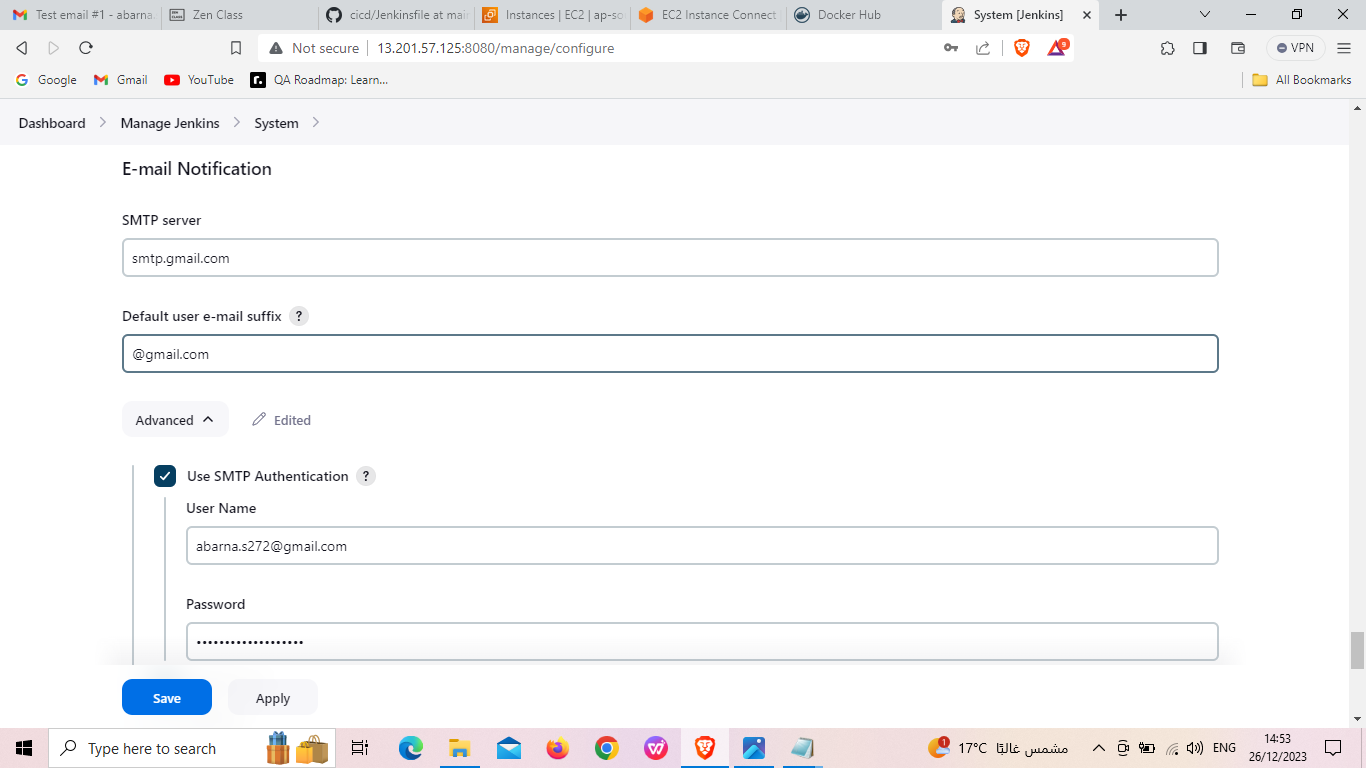 Test email #1 - abarna.
Zen Class
cicd/Jenkinsfile at main
Instances | EC2 | ap-so
EC2 Instance Connect
Docker Hub
System [Jenkins]
Not secure
13.201.57.125:8080/manage/configure
9
VPN
Google
Gmail
YouTube
QA Roadmap: Learn...
All Bookmarks
Dashboard
Manage Jenkins
System
E-mail Notification
SMTP server
smtp.gmail.com
Default user e-mail suffix ?
@gmail.com
Advanced
Edited
Use SMTP Authentication ?
User Name
abarna.s272@gmail.com
Password
•••••••••••••••••••
Save
Apply
Type here to search
1
17°C مشمس غالبًا
ENG
14:53
26/12/2023